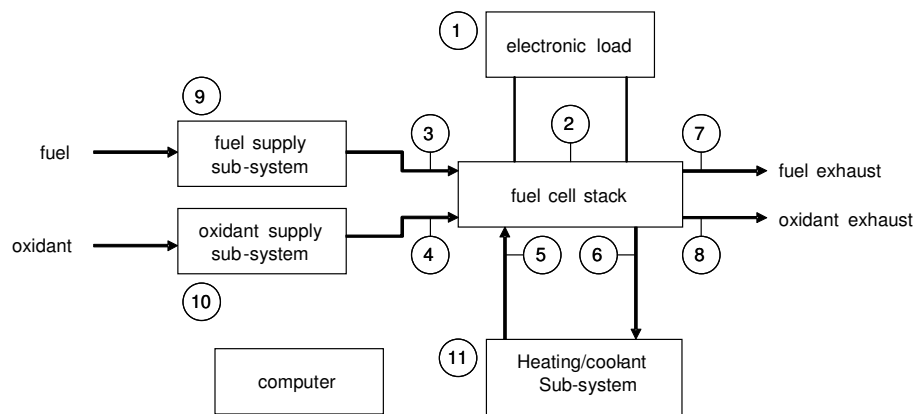 1
electronic load
9
fuel
fuel supply
sub-system
3
2
7
fuel cell stack
fuel exhaust
oxidant
oxidant supply
sub-system
4
5
6
8
oxidant exhaust
10
computer
11
Heating/coolant
Sub-system